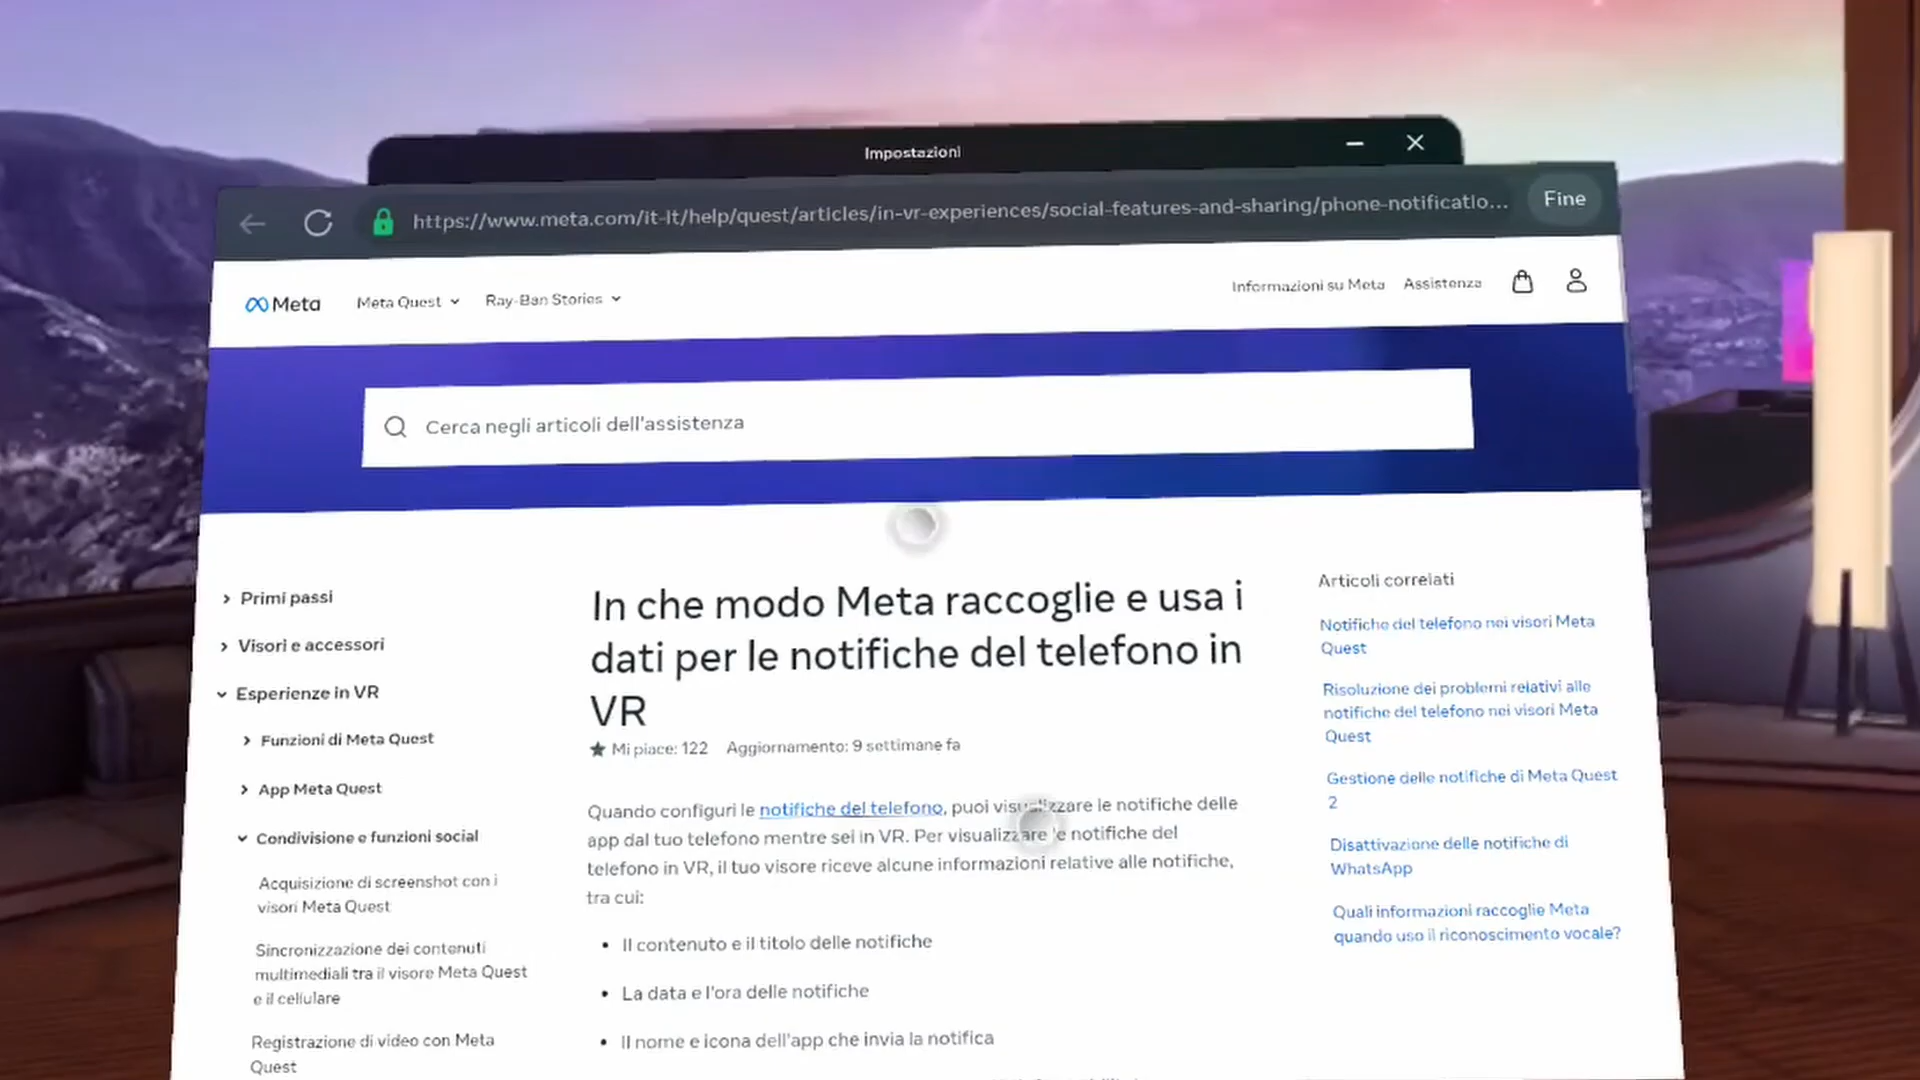 Impostazioni
https://www.meta.com/it-it/help/quest/articles/in-vr-experiences/social-features-and-sharing/phone-notificatio...
Fine
Meta
Meta Quest
Ray-Ban Stories
Informazioni su Meta
Assistenza
Cerca negli articoli dell'assistenza
Primi passi
Visori e accessori
Esperienze in VR
Funzioni di Meta Quest
App Meta Quest
Condivisione e funzioni social
Acquisizione di screenshot con i
visori Meta Quest
Sincronizzazione dei contenuti
multimediali tra il visore Meta Quest
e il cellulare
Registrazione di video con Meta
Quest
In che modo Meta raccoglie e usa i
dati per le notifiche del telefono in
VR
Mi piace: 122 Aggiornamento: 9 settimane fa
Quando configuri le notifiche del telefono, puoi visualizzare le notifiche delle
app dal tuo telefono mentre sei in VR. Per visualizzare le notifiche del
telefono in VR, il tuo visore riceve alcune informazioni relative alle notifiche,
tra cui:
• Il contenuto e il titolo delle notifiche
• La data e l'ora delle notifiche
• Il nome e icona dell'app che invia la notifica
Articoli correlati
Notifiche del telefono nei visori Meta
Quest
Risoluzione dei problemi relativi alle
notifiche del telefono nei visori Meta
Quest
Gestione delle notifiche di Meta Quest
2
Disattivazione delle notifiche di
WhatsApp
Quali informazioni raccoglie Meta
quando uso il riconoscimento vocale?